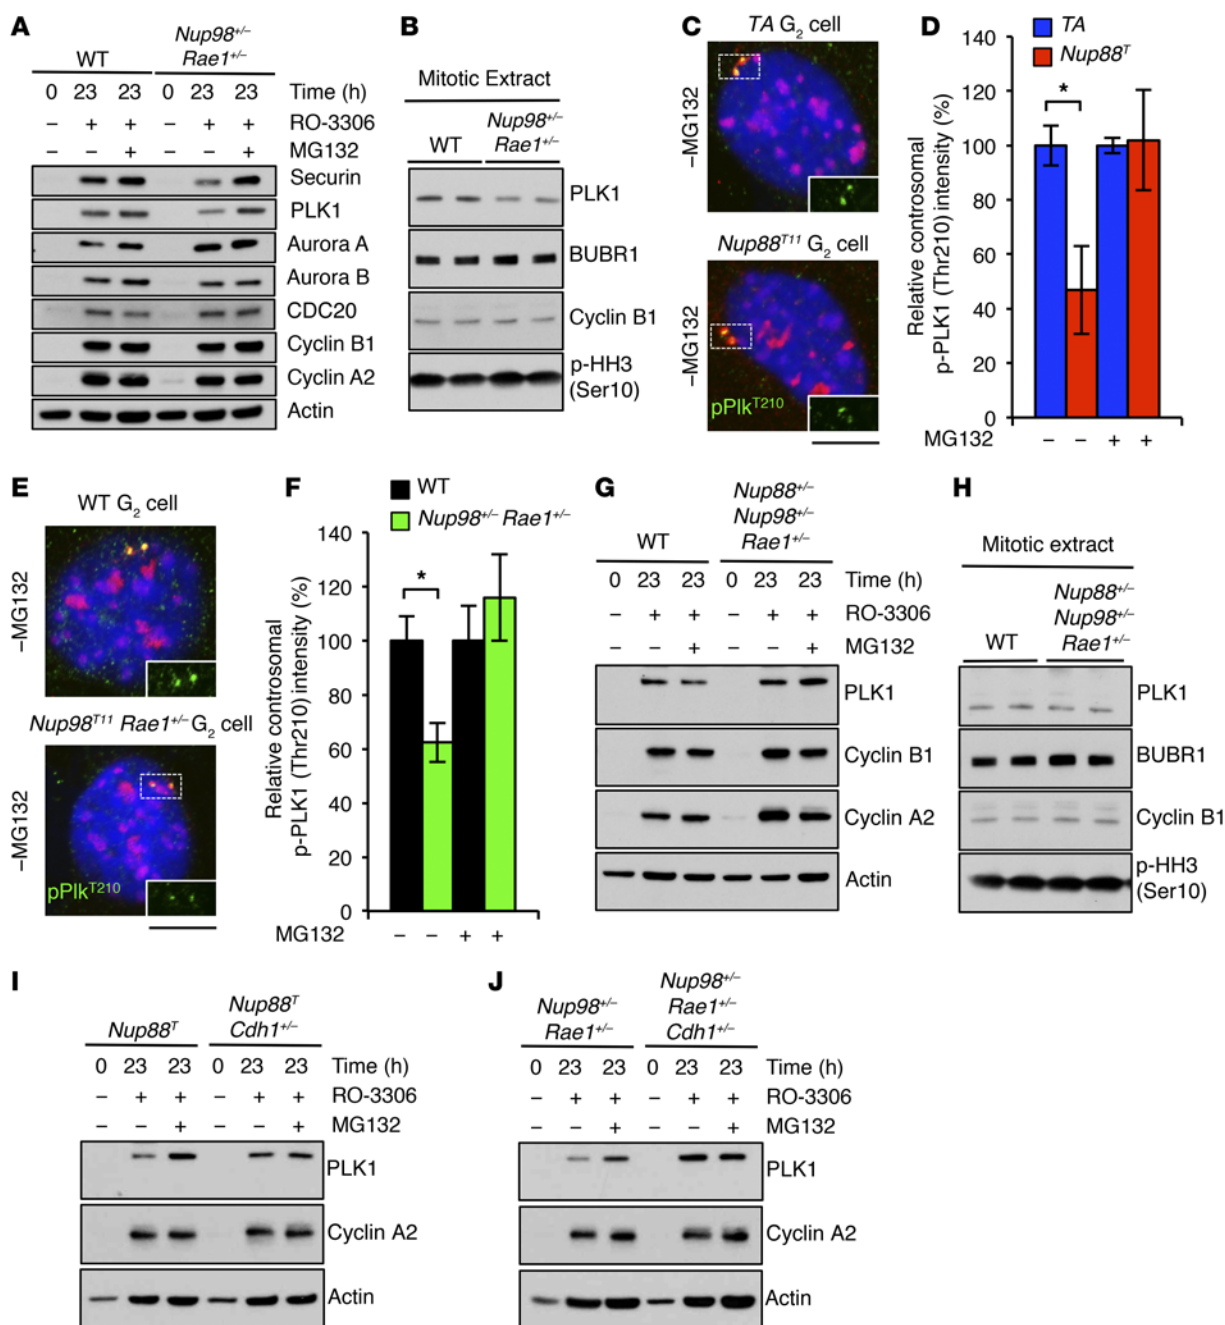 A
WT
Nup98+/–
Rae1+/–
0 23 23 0 23 23 Time (h)
– + + – + + RO-3306
– – + – – + MG132
Securin
PLK1
Aurora A
Aurora B
CDC20
Cyclin B1
Cyclin A2
Actin
B
Mitotic Extract
WT
Nup98+/–
Rae1+/–
PLK1
BUBR1
Cyclin B1
p-HH3
(Ser10)
C
TA G2 cell
–MG132
Nup88T11 G2 cell
–MG132
pPlkT210
D
TA
Nup88T
Relative controsomal
p-PLK1 (Thr210) intensity (%)
140
120
100
80
60
40
20
0
MG132 – – + +
*
E
WT G2 cell
–MG132
Nup98T11 Rae1+/– G2 cell
–MG132
pPlkT210
F
WT
Nup98+/– Rae1+/–
Relative controsomal
p-PLK1 (Thr210) intensity (%)
140
120
100
80
60
40
20
0
MG132 – – + +
*
G
WT
Nup88+/–
Nup98+/–
Rae1+/–
0 23 23 0 23 23 Time (h)
– + + – + + RO-3306
– – + – – + MG132
PLK1
Cyclin B1
Cyclin A2
Actin
H
Mitotic extract
WT
Nup88+/–
Nup98+/–
Rae1+/–
PLK1
BUBR1
Cyclin B1
p-HH3
(Ser10)
I
Nup88T
Nup88T
Cdh1+/–
0 23 23 0 23 23 Time (h)
– + + – + + RO-3306
– – + – – + MG132
PLK1
Cyclin A2
Actin
J
Nup98+/–
Rae1+/–
Nup98+/–
Rae1+/–
Cdh1+/–
0 23 23 0 23 23 Time (h)
– + + – + + RO-3306
– – + – – + MG132
PLK1
Cyclin A2
Actin